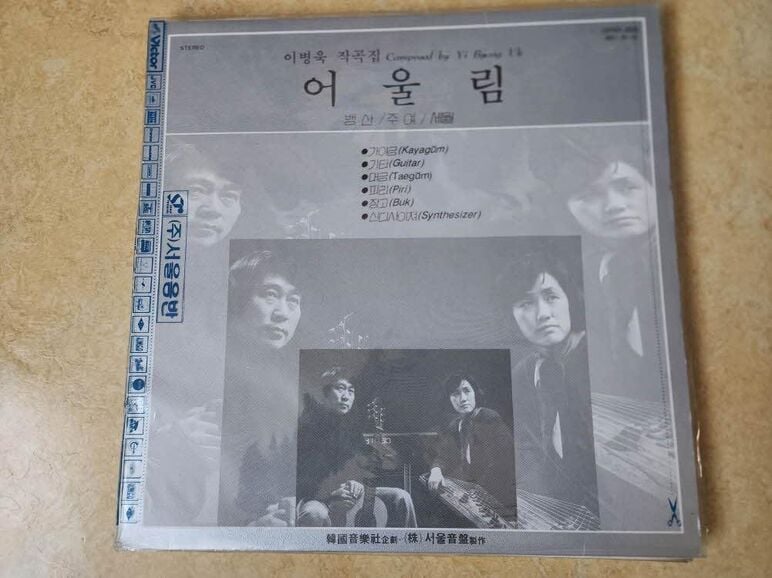 STEREO
이병욱 작곡집 Composed by Yi Byung Uk
어울림
뱅산/주여/세월
●가야금(Kayagŭm)
●기타(Guitar)
●대금(Taegŭm)
●피리(Piri)
●장고(Buk)
●신디사이저(Synthesizer)
Victor
JVC
(주)서울음반
韓國音樂社企劃·(株)서울音盤製作